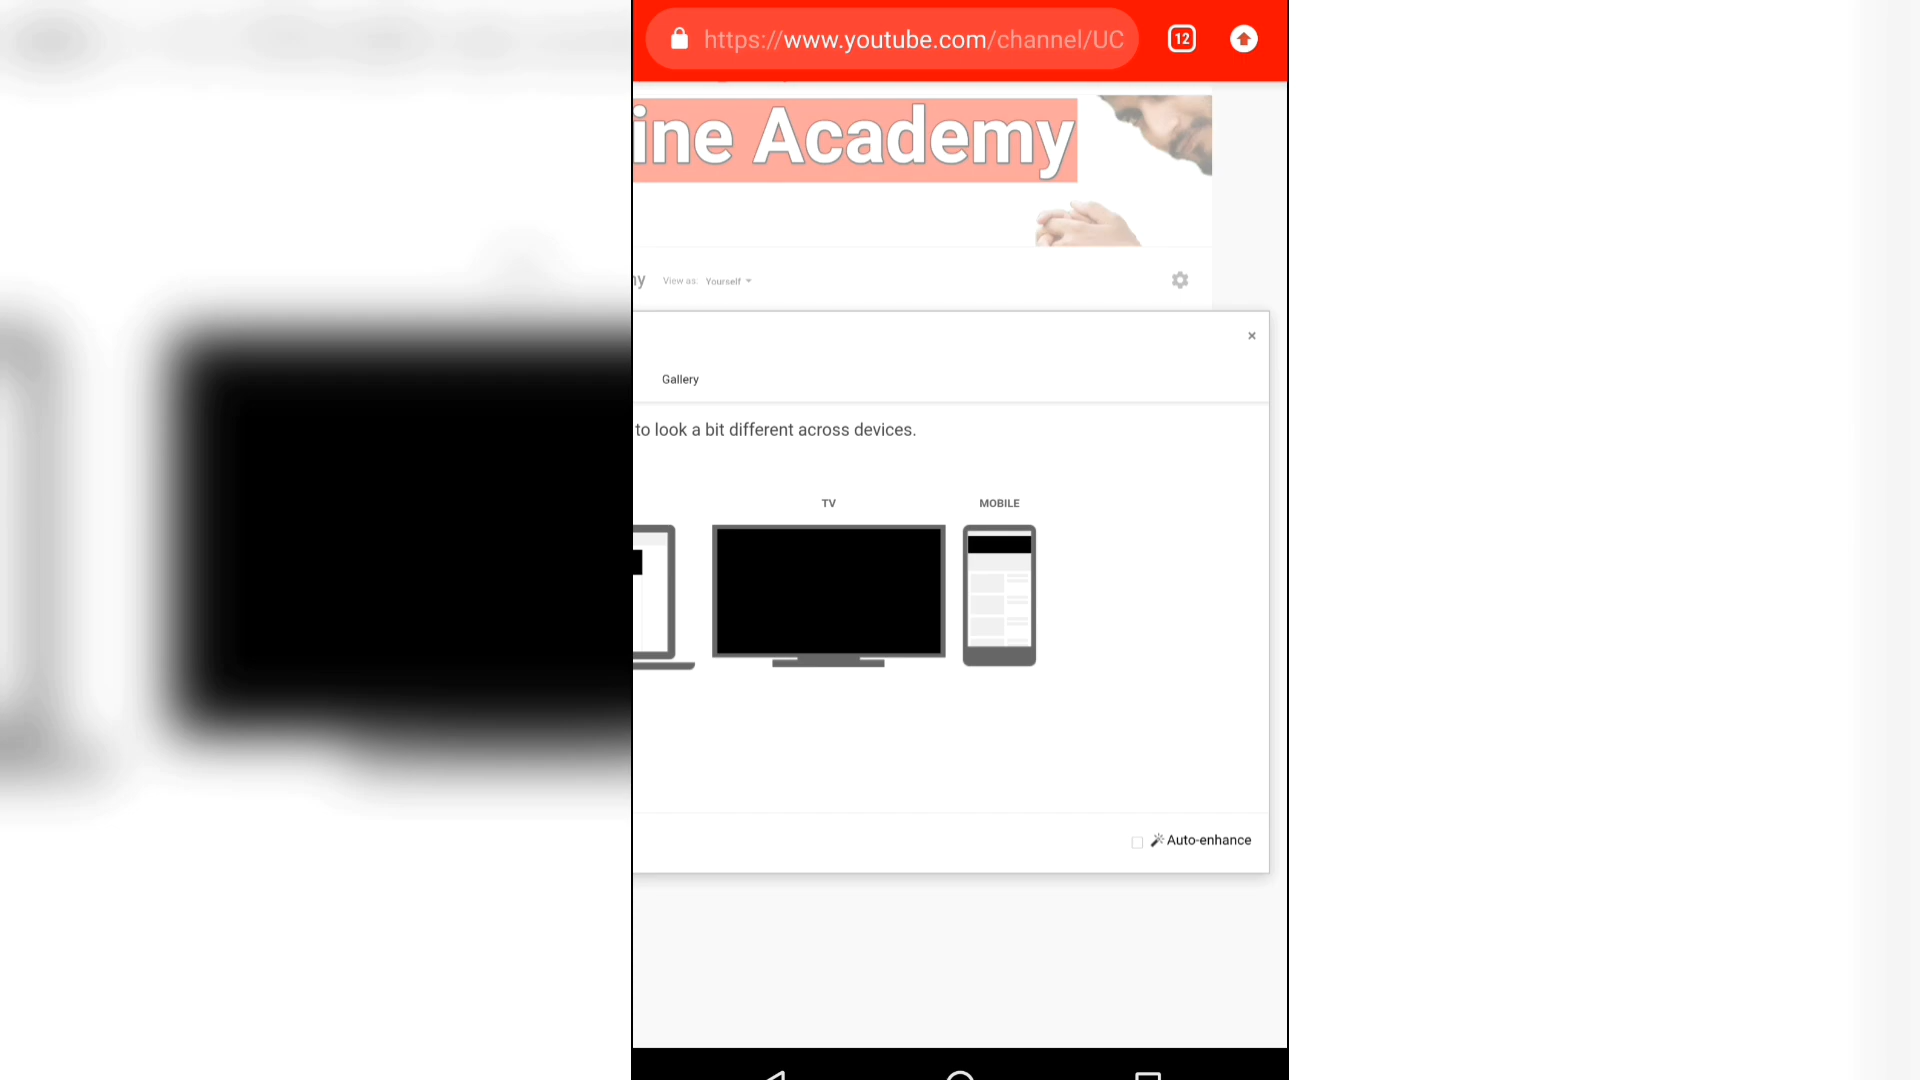 https://www.youtube.com/channel/UC
12
ine Academy
View as: Yourself
Gallery
to look a bit different across devices.
TV
MOBILE
Auto-enhance